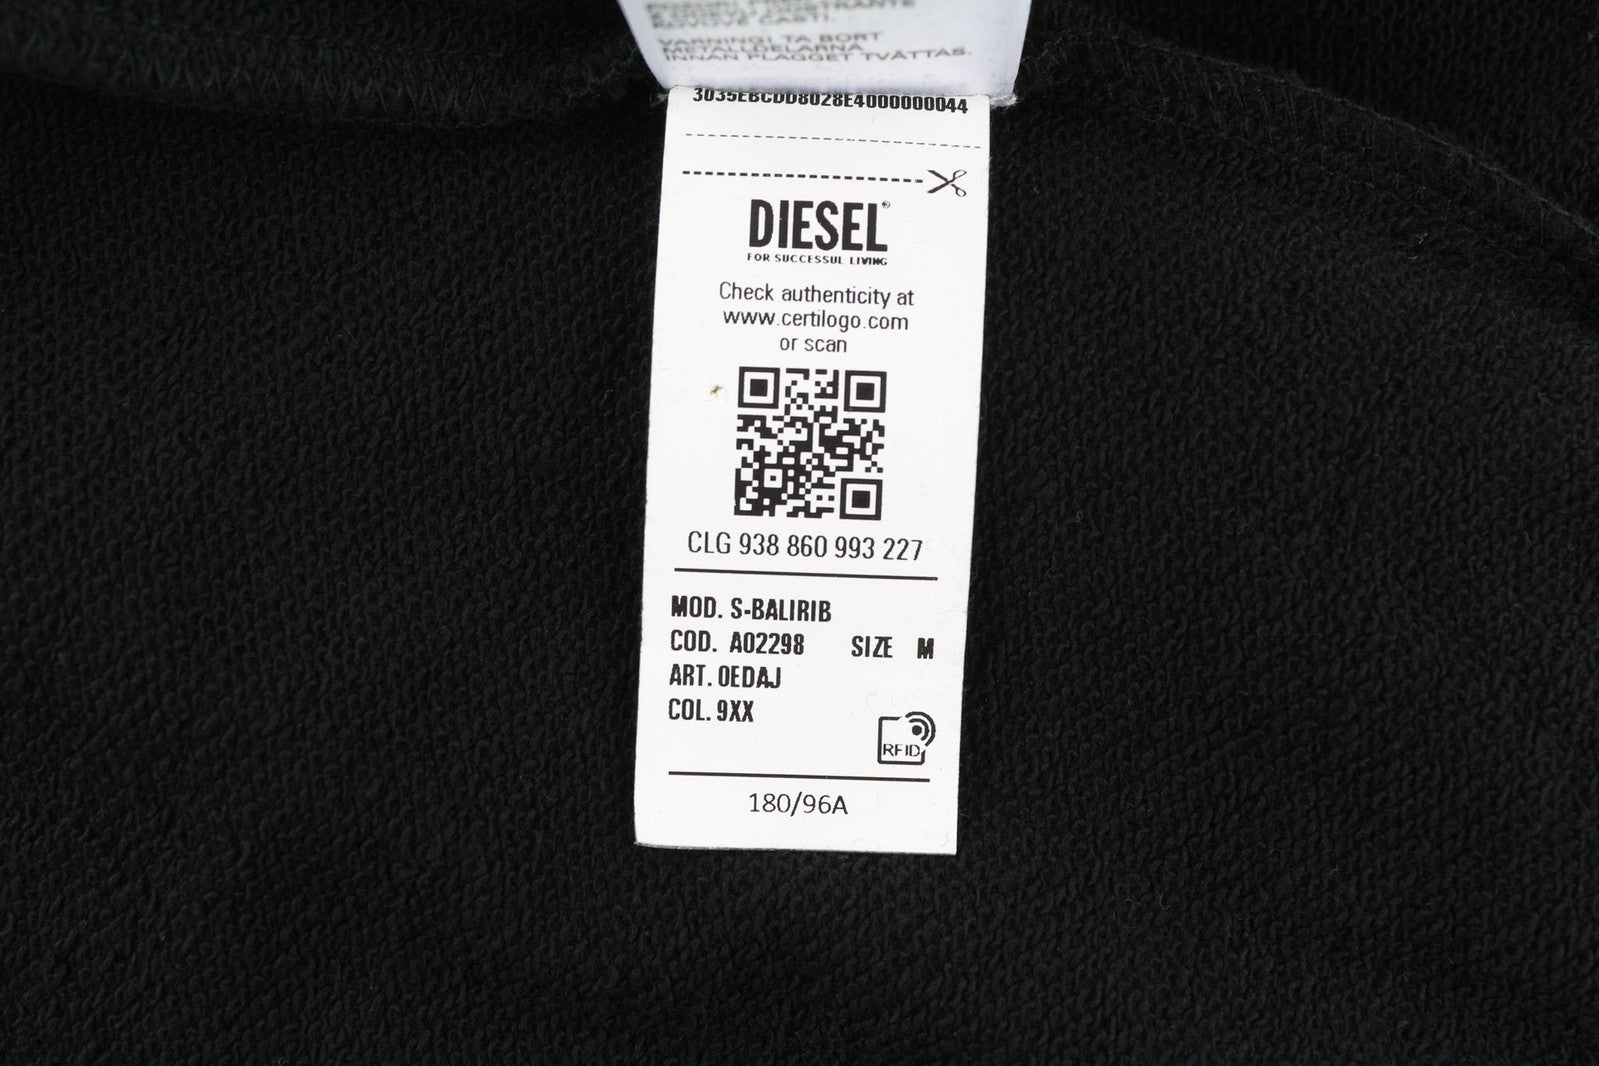 VARNING! TA BORT
METALLDELARNA
INNAN PLAGGET TVÄTTAS.
3035EBCDD8028E4000000044
DIESEL®
FOR SUCCESSUL LIVING
Check authenticity at
www.certilogo.com
or scan
CLG 938 860 993 227
MOD. S-BALIRIB
COD. A02298 SIZE M
ART. 0EDAJ
COL. 9XX
RFID
180/96A